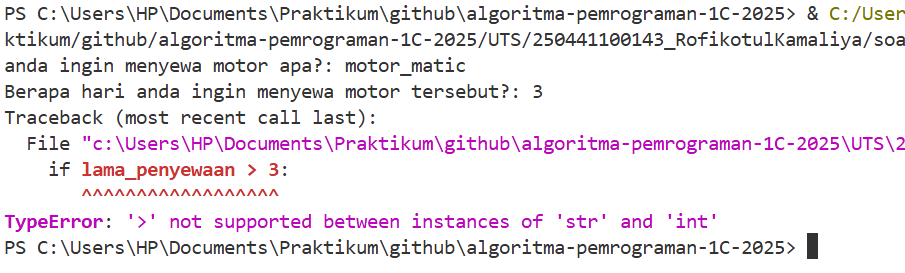 PS C:\Users\HP\Documents\Praktikum\github\algoritma-pemrograman-1C-2025> & C:/User
ktikum/github/algoritma-pemrograman-1C-2025/UTS/250441100143_RofikotulKamaliya/soa
anda ingin menyewa motor apa?: motor_matic
Berapa hari anda ingin menyewa motor tersebut?: 3
Traceback (most recent call last):
  File "c:\Users\HP\Documents\Praktikum\github\algoritma-pemrograman-1C-2025\UTS\2
    if lama_penyewaan > 3:
       ^^^^^^^^^^^^^^^^^^
TypeError: '>' not supported between instances of 'str' and 'int'
PS C:\Users\HP\Documents\Praktikum\github\algoritma-pemrograman-1C-2025>